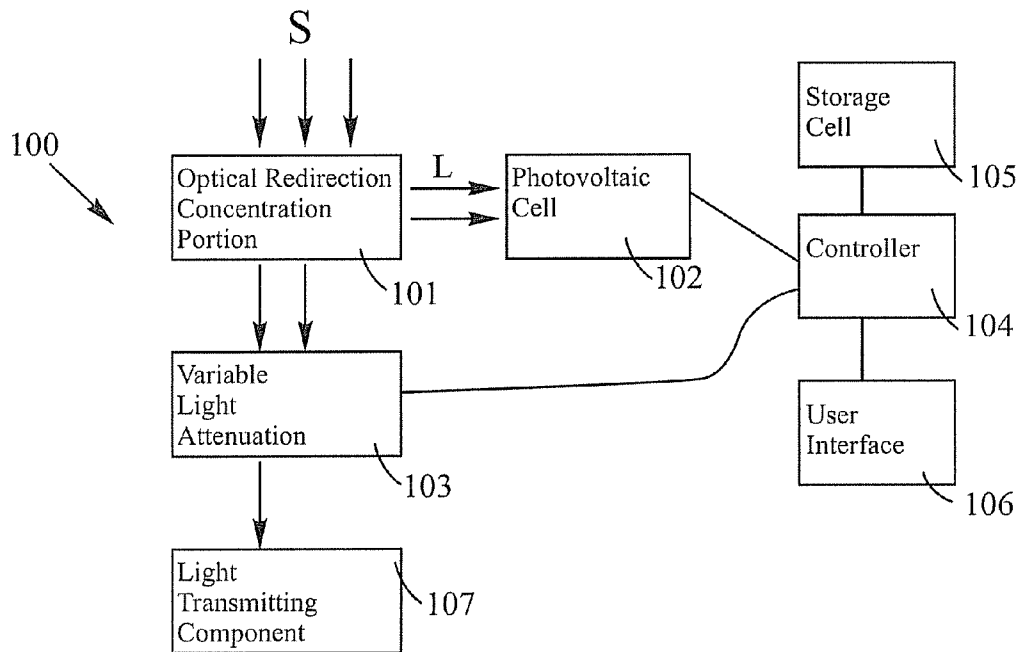 S
100
Optical Redirection
Concentration
Portion
101
L
Photovoltaic
Cell
102
Storage
Cell
105
Controller
104
Variable
Light
Attenuation
103
User
Interface
106
Light
Transmitting
Component
107